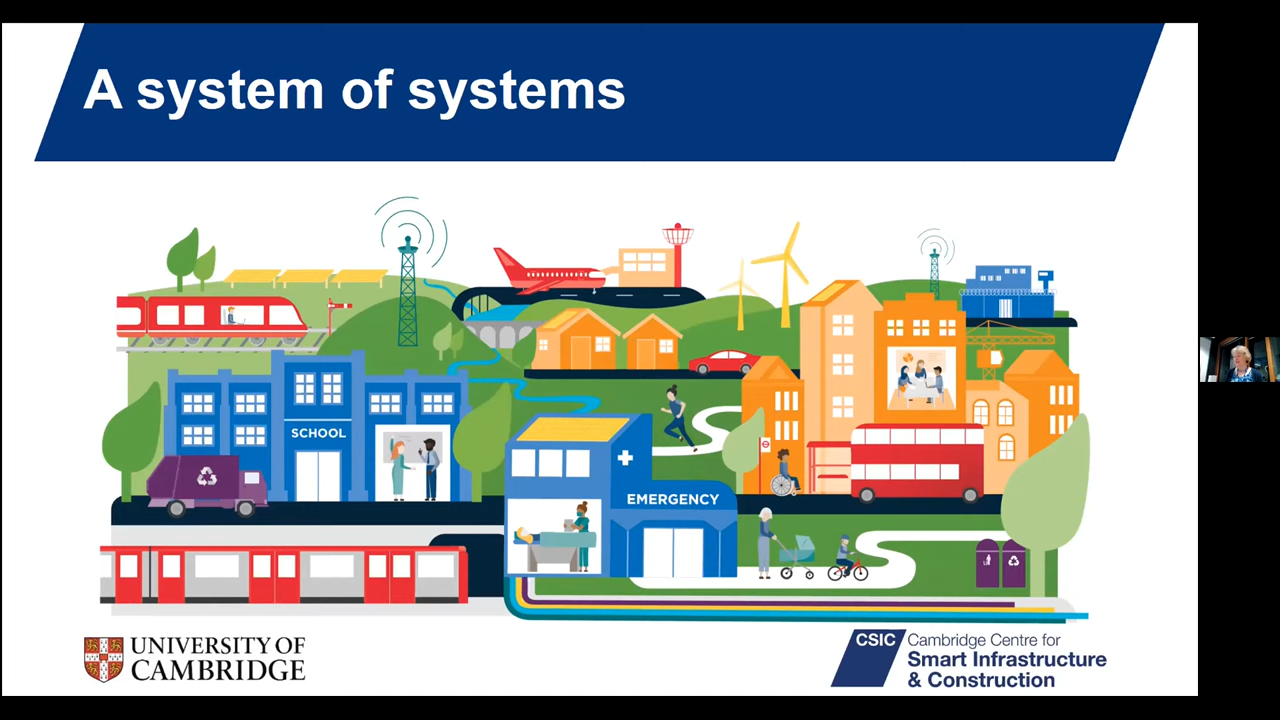 A system of systems
SCHOOL
EMERGENCY
UNIVERSITY OF
CAMBRIDGE
CSIC
Cambridge Centre for
Smart Infrastructure
& Construction